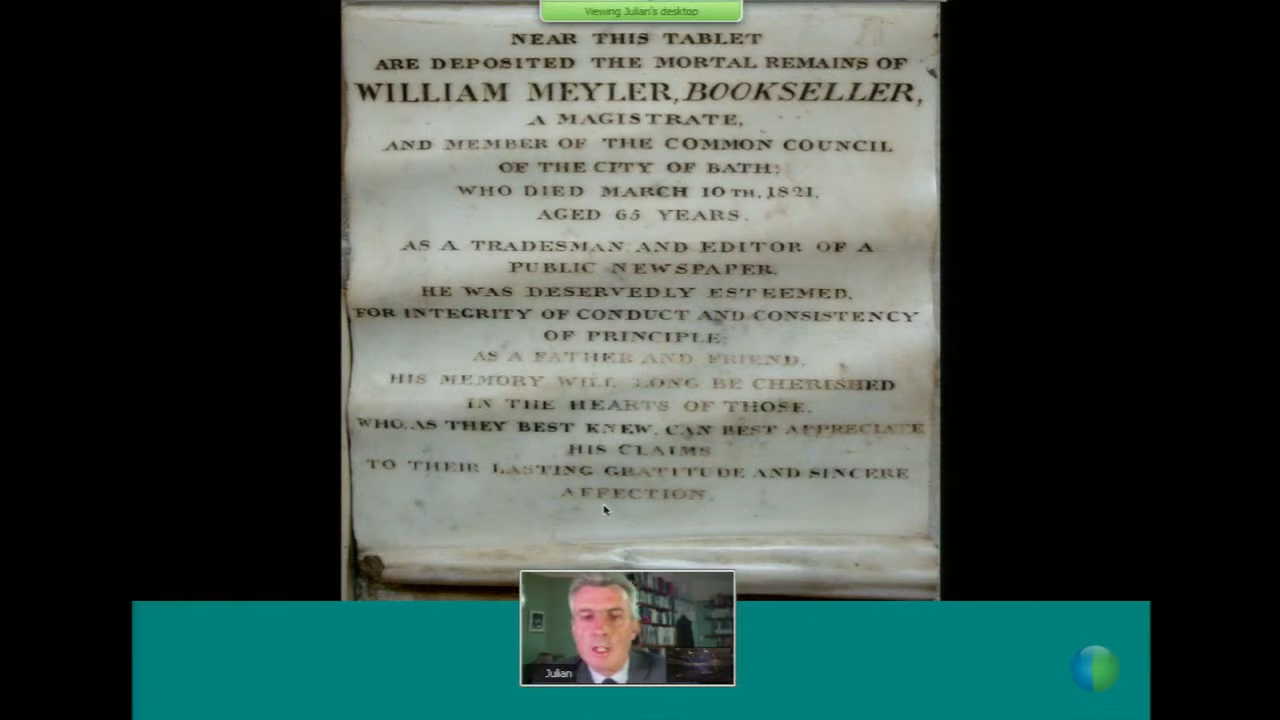 Viewing Julian's desktop
NEAR THIS TABLET
ARE DEPOSITED THE MORTAL REMAINS OF
WILLIAM MEYLER, BOOKSELLER,
A MAGISTRATE,
AND MEMBER OF THE COMMON COUNCIL
OF THE CITY OF BATH;
WHO DIED MARCH 10TH, 1821,
AGED 65 YEARS.
AS A TRADESMAN AND EDITOR OF A
PUBLIC NEWSPAPER.
HE WAS DESERVEDLY ESTEEMED,
FOR INTEGRITY OF CONDUCT AND CONSISTENCY
OF PRINCIPLE:
AS A FATHER AND FRIEND,
HIS MEMORY WILL LONG BE CHERISHED
IN THE HEARTS OF THOSE,
WHO, AS THEY BEST KNEW, CAN BEST APPRECIATE
HIS CLAIMS
TO THEIR LASTING GRATITUDE AND SINCERE
AFFECTION.
Julian